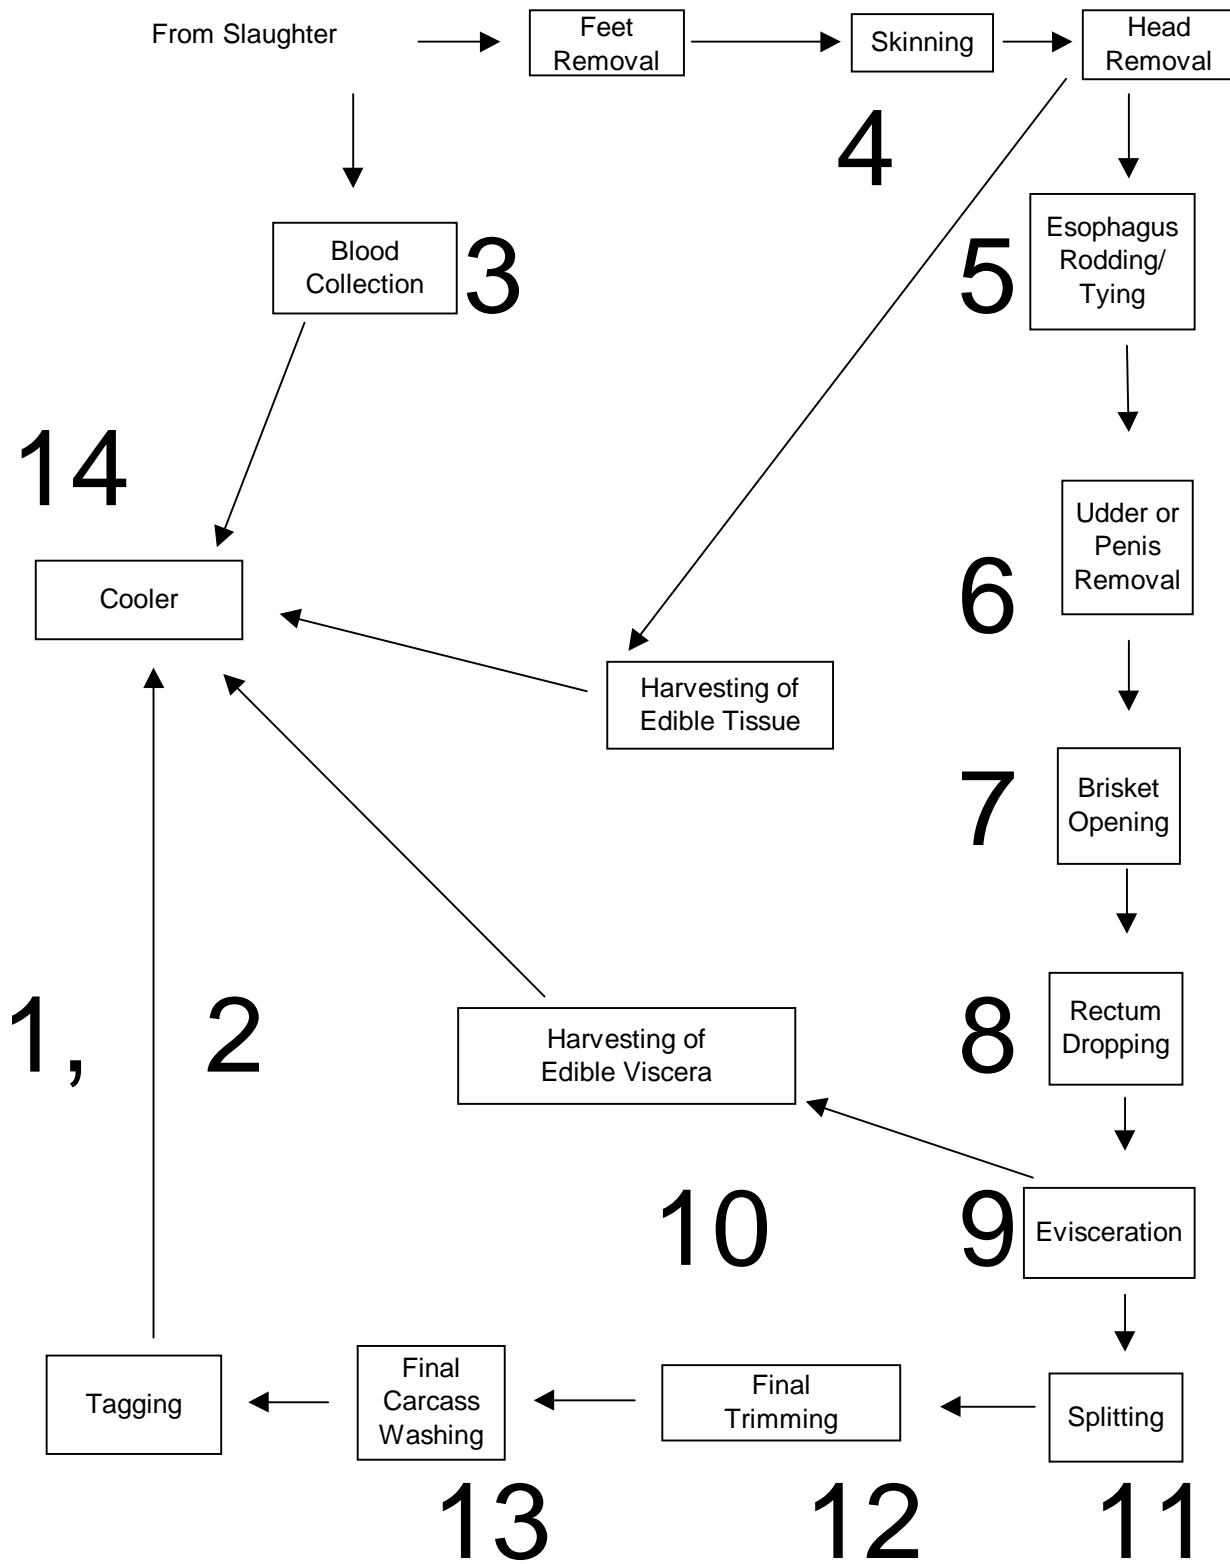 From Slaughter
Feet
Removal
Skinning
Head
Removal
4
Blood
Collection
3
5
Esophagus
Rodding/
Tying
14
Cooler
6
Udder or
Penis
Removal
Harvesting of
Edible Tissue
7
Brisket
Opening
1, 2
Harvesting of
Edible Viscera
8
Rectum
Dropping
10
9
Evisceration
Tagging
Final
Carcass
Washing
Final
Trimming
Splitting
13
12
11